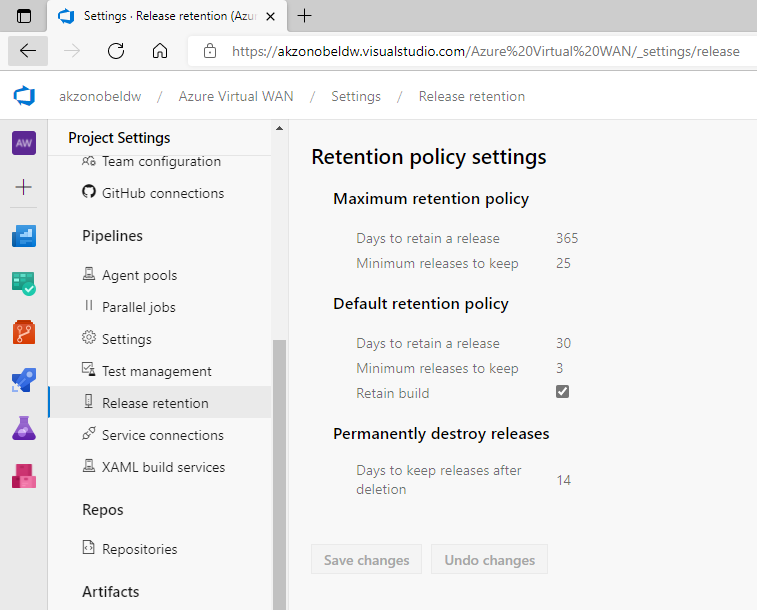 Settings · Release retention (Azu
https://akzonobeldw.visualstudio.com/Azure%20Virtual%20WAN/_settings/release
akzonobeldw / Azure Virtual WAN / Settings / Release retention
AW
Project Settings
Team configuration
GitHub connections
Pipelines
Agent pools
Parallel jobs
Settings
Test management
Release retention
Service connections
XAML build services
Repos
Repositories
Artifacts
Retention policy settings
Maximum retention policy
Days to retain a release 365
Minimum releases to keep 25
Default retention policy
Days to retain a release 30
Minimum releases to keep 3
Retain build
Permanently destroy releases
Days to keep releases after
deletion 14
Save changes Undo changes